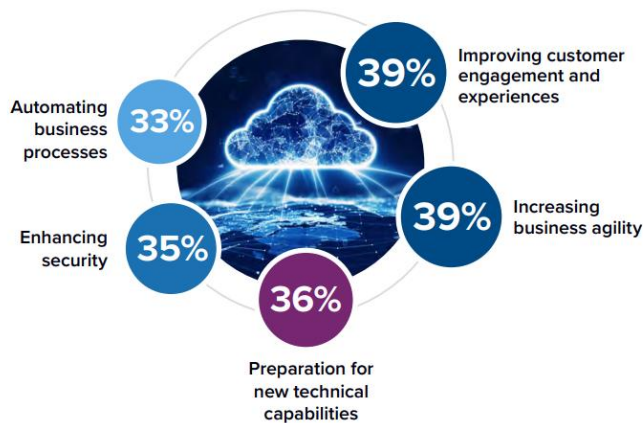 39%
Improving customer
engagement and
experiences
39%
Increasing
business agility
36%
Preparation for
new technical
capabilities
35%
Enhancing
security
33%
Automating
business
processes